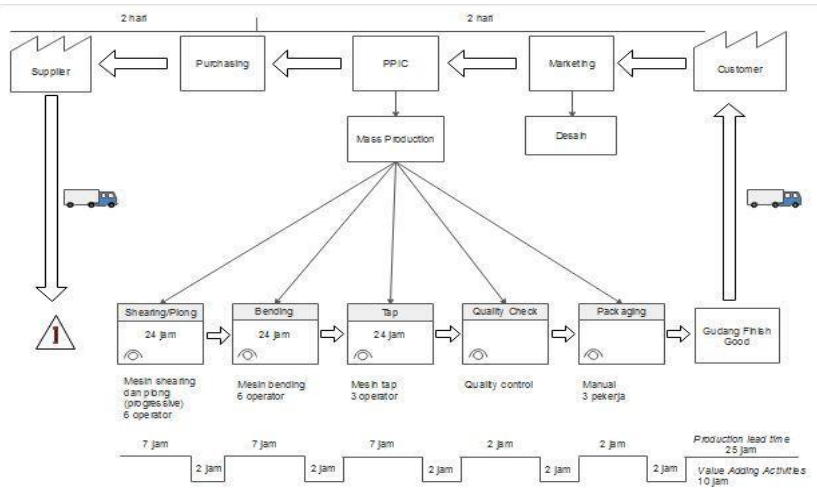 2 hari
2 hari
Supplier
Purchasing
PPIC
Marketing
Customer
Mass Production
Desain
Shearing/Plong
Bending
Tap
Quality Check
Packaging
24 jam
24 jam
24 jam
Gudang Finish
Good
1
Mesin shearing
dan plong
(progressive)
6 operator
Mesin bending
6 operator
Mesin tap
3 operator
Quality control
Manual
3 pekerja
7 jam
7 jam
7 jam
2 jam
2 jam
Production lead time
25 jam
2 jam
2 jam
2 jam
2 jam
2 jam
Value Adding Activities
10 jam